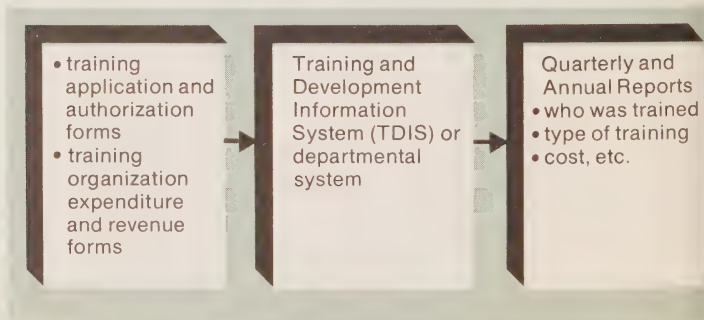 • training
application and
authorization
forms
• training
organization
expenditure
and revenue
forms
Training and
Development
Information
System (TDIS) or
departmental
system
Quarterly and
Annual Reports
• who was trained
• type of training
• cost, etc.